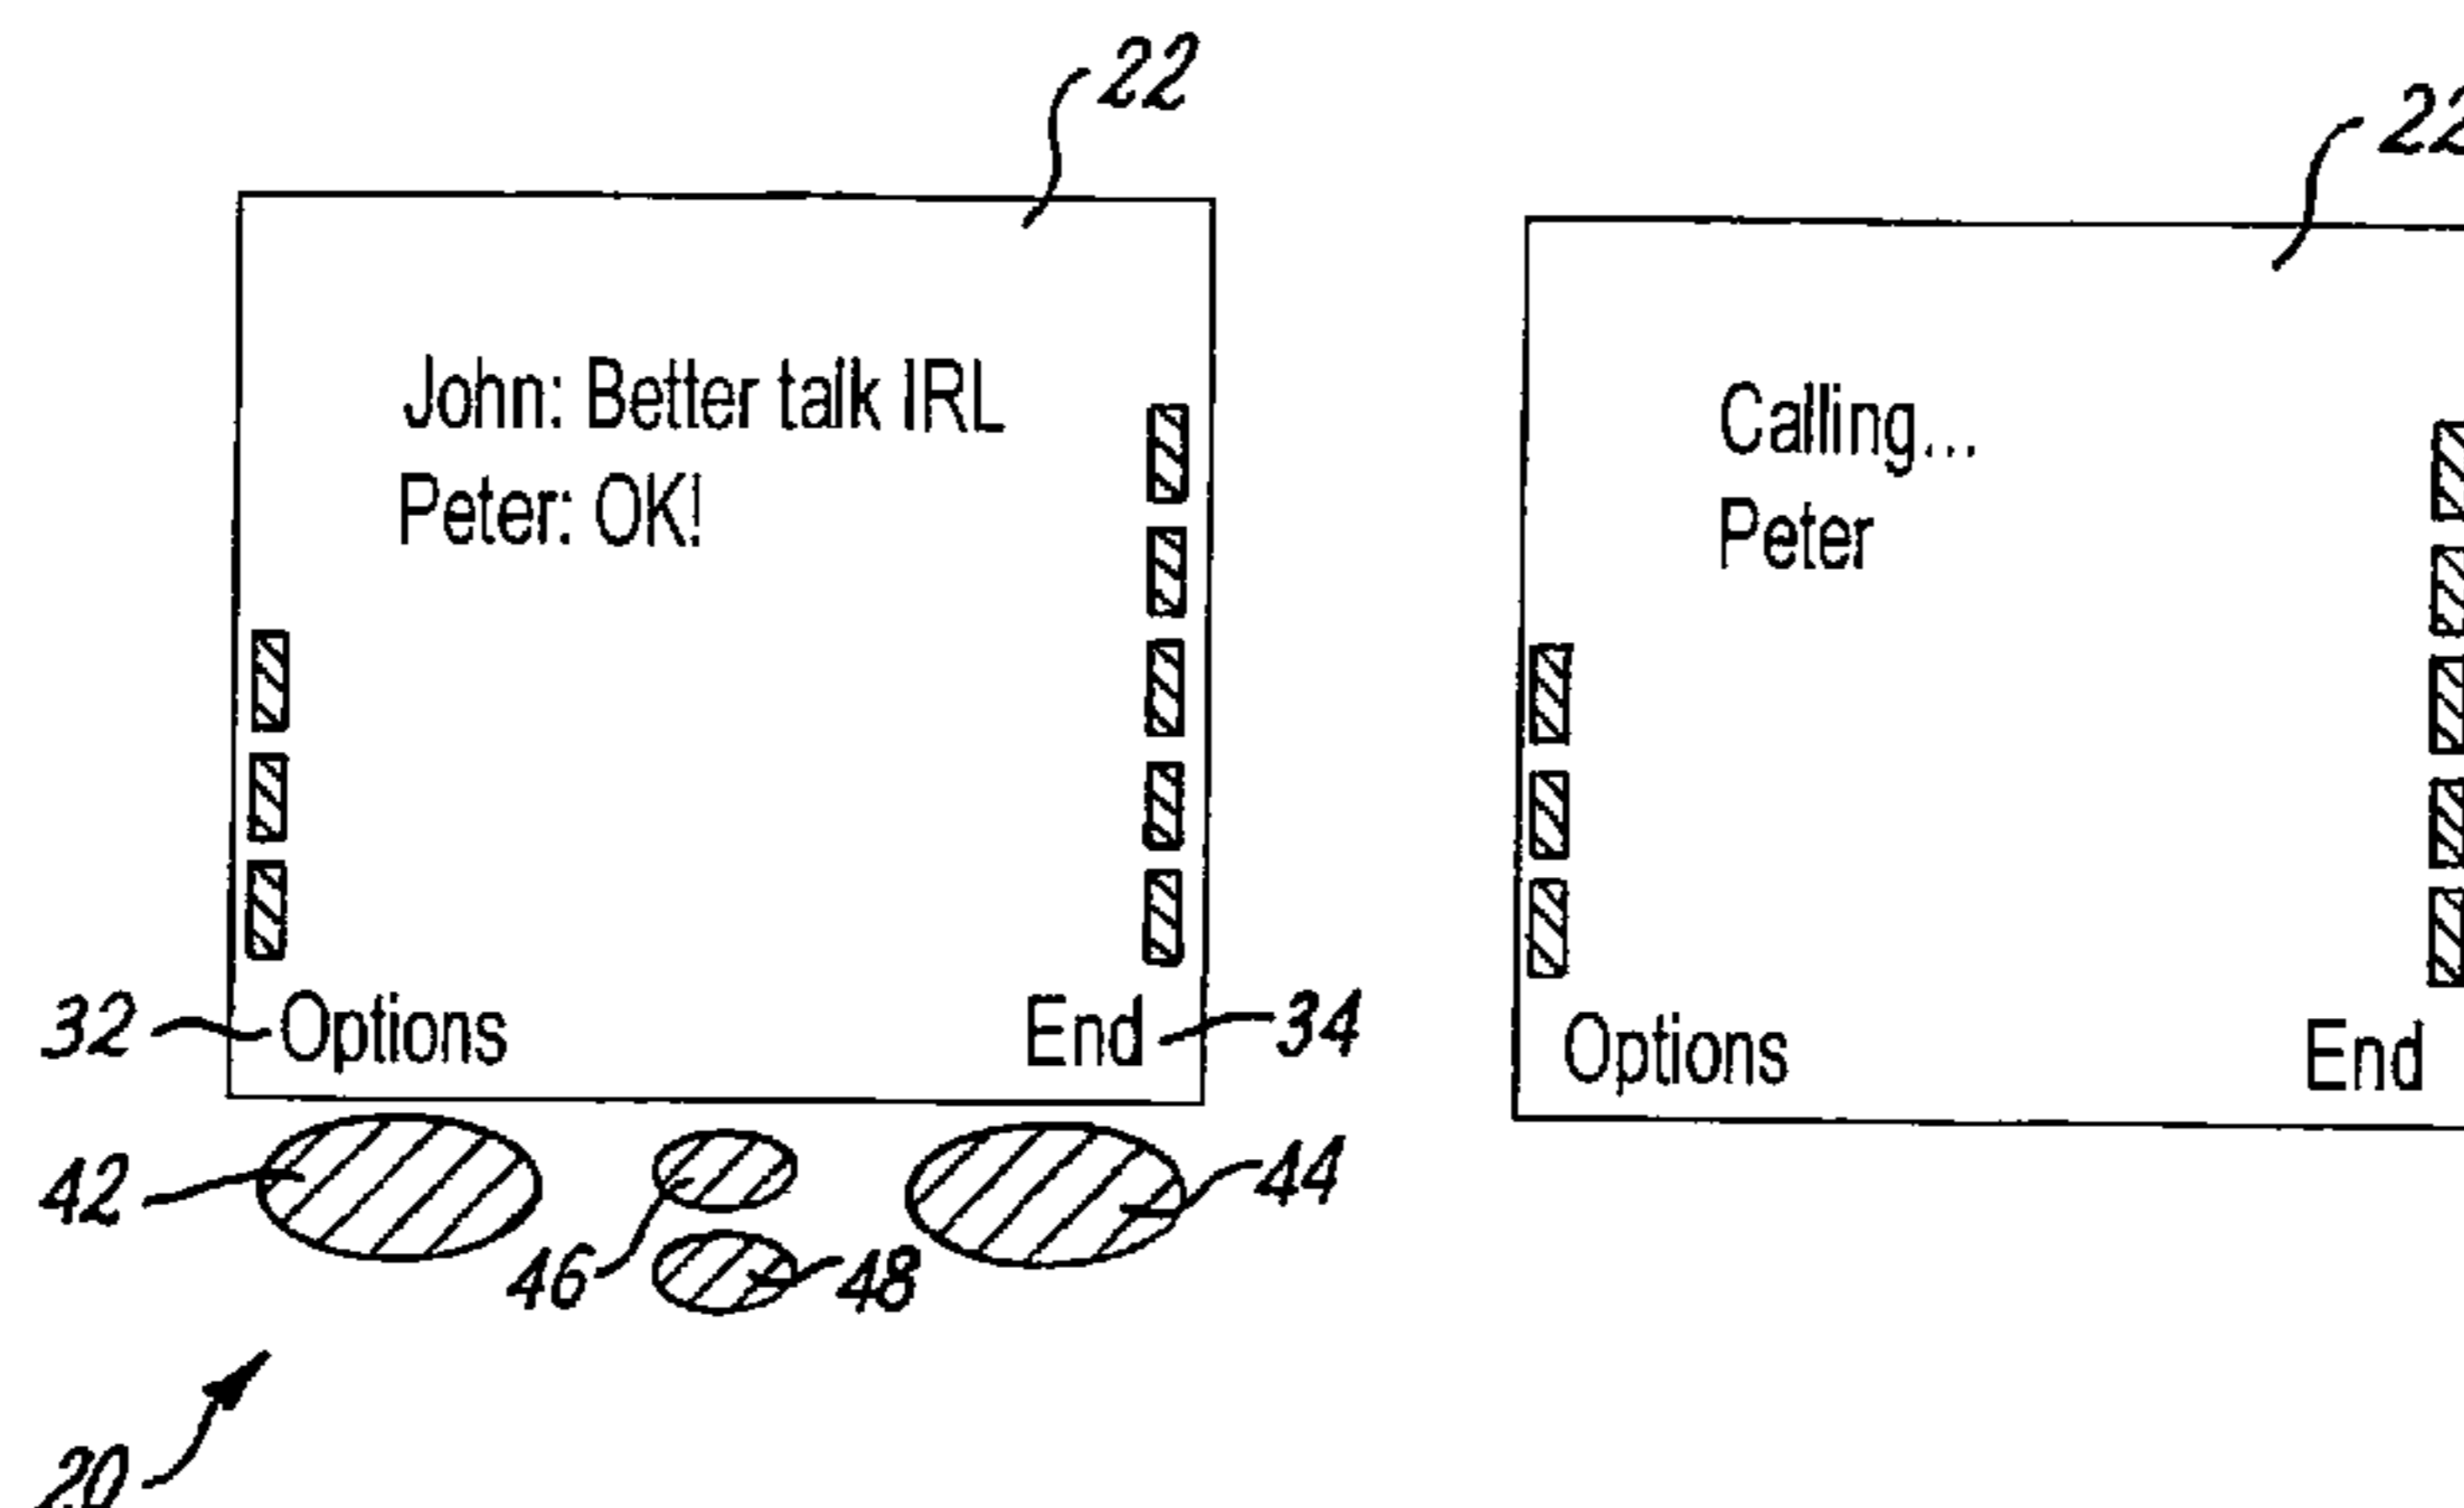 22
John: Better talk IRL
Peter: OK!
32
Options
End
34
42
44
46
48
20
22
Calling...
Peter
Options
End